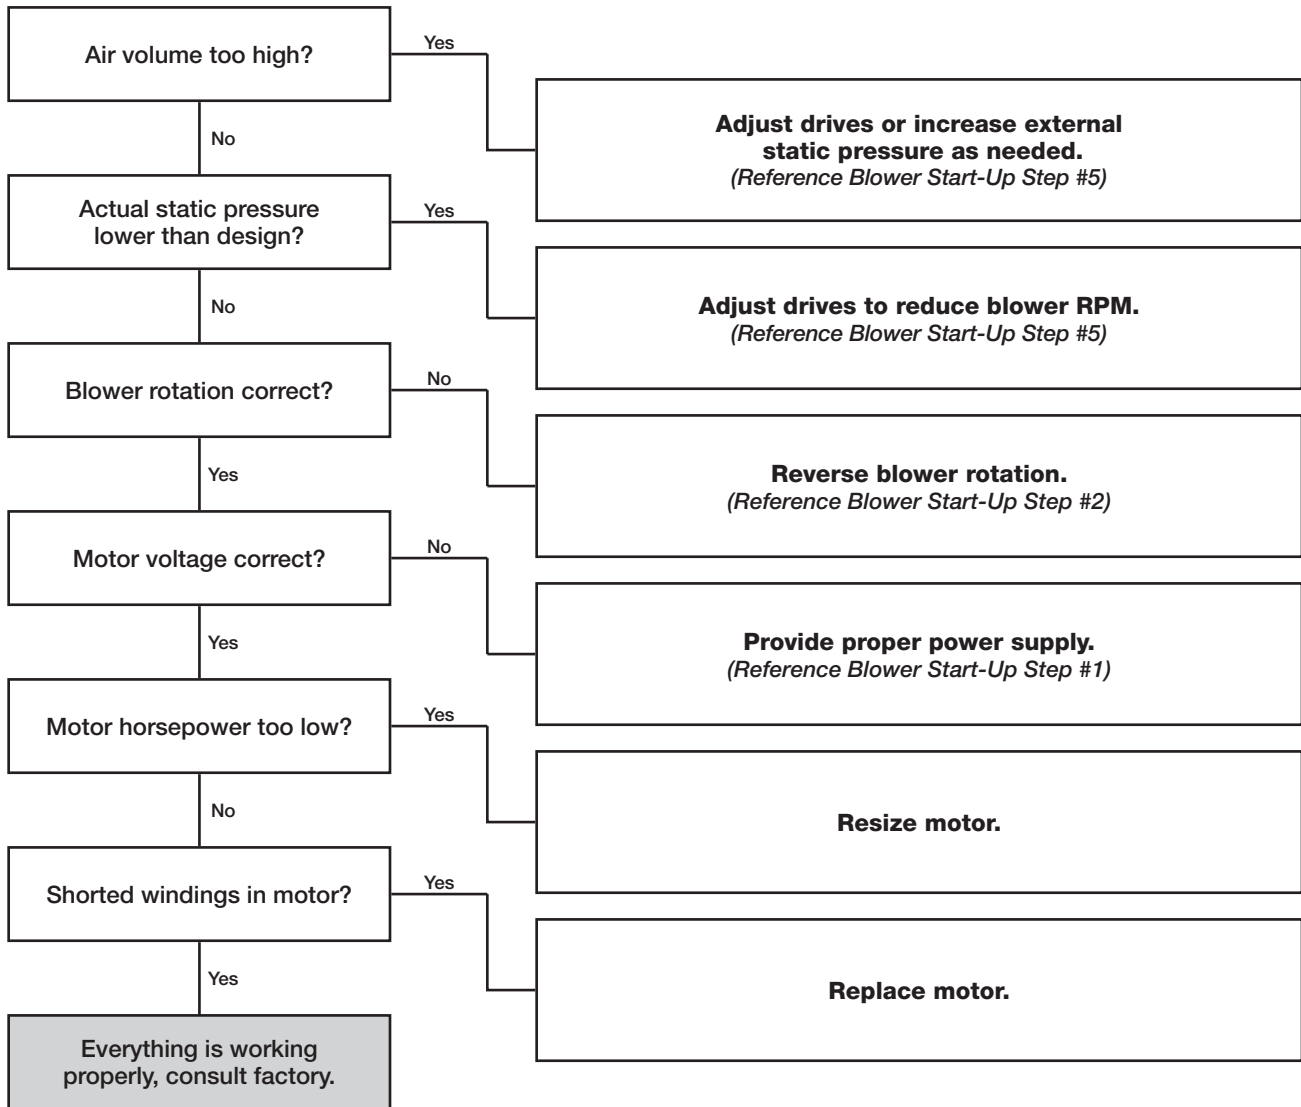 Air volume too high?
Yes
Adjust drives or increase external
static pressure as needed.
(Reference Blower Start-Up Step #5)
No
Actual static pressure
lower than design?
Yes
Adjust drives to reduce blower RPM.
(Reference Blower Start-Up Step #5)
No
Blower rotation correct?
No
Reverse blower rotation.
(Reference Blower Start-Up Step #2)
Yes
Motor voltage correct?
No
Provide proper power supply.
(Reference Blower Start-Up Step #1)
Yes
Motor horsepower too low?
Yes
Resize motor.
No
Shorted windings in motor?
Yes
Replace motor.
Yes
Everything is working
properly, consult factory.